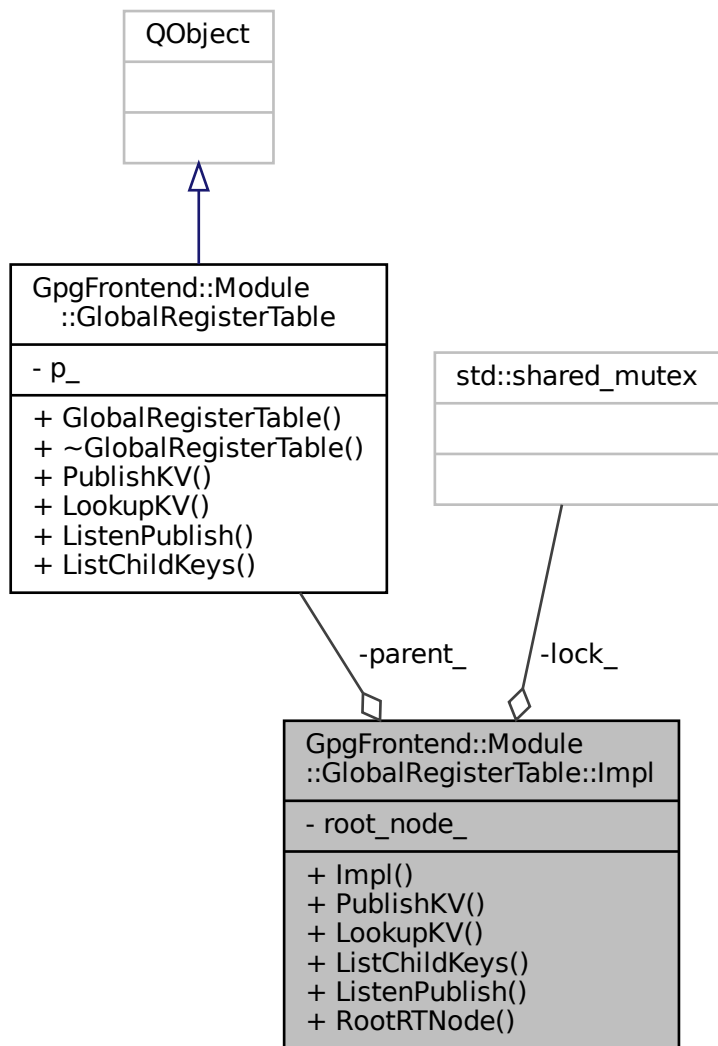 QObject
GpgFrontend::Module
::GlobalRegisterTable
- p_
+ GlobalRegisterTable()
+ ~GlobalRegisterTable()
+ PublishKV()
+ LookupKV()
+ ListenPublish()
+ ListChildKeys()
std::shared_mutex
-parent_
-lock_
GpgFrontend::Module
::GlobalRegisterTable::Impl
- root_node_
+ Impl()
+ PublishKV()
+ LookupKV()
+ ListChildKeys()
+ ListenPublish()
+ RootRTNode()